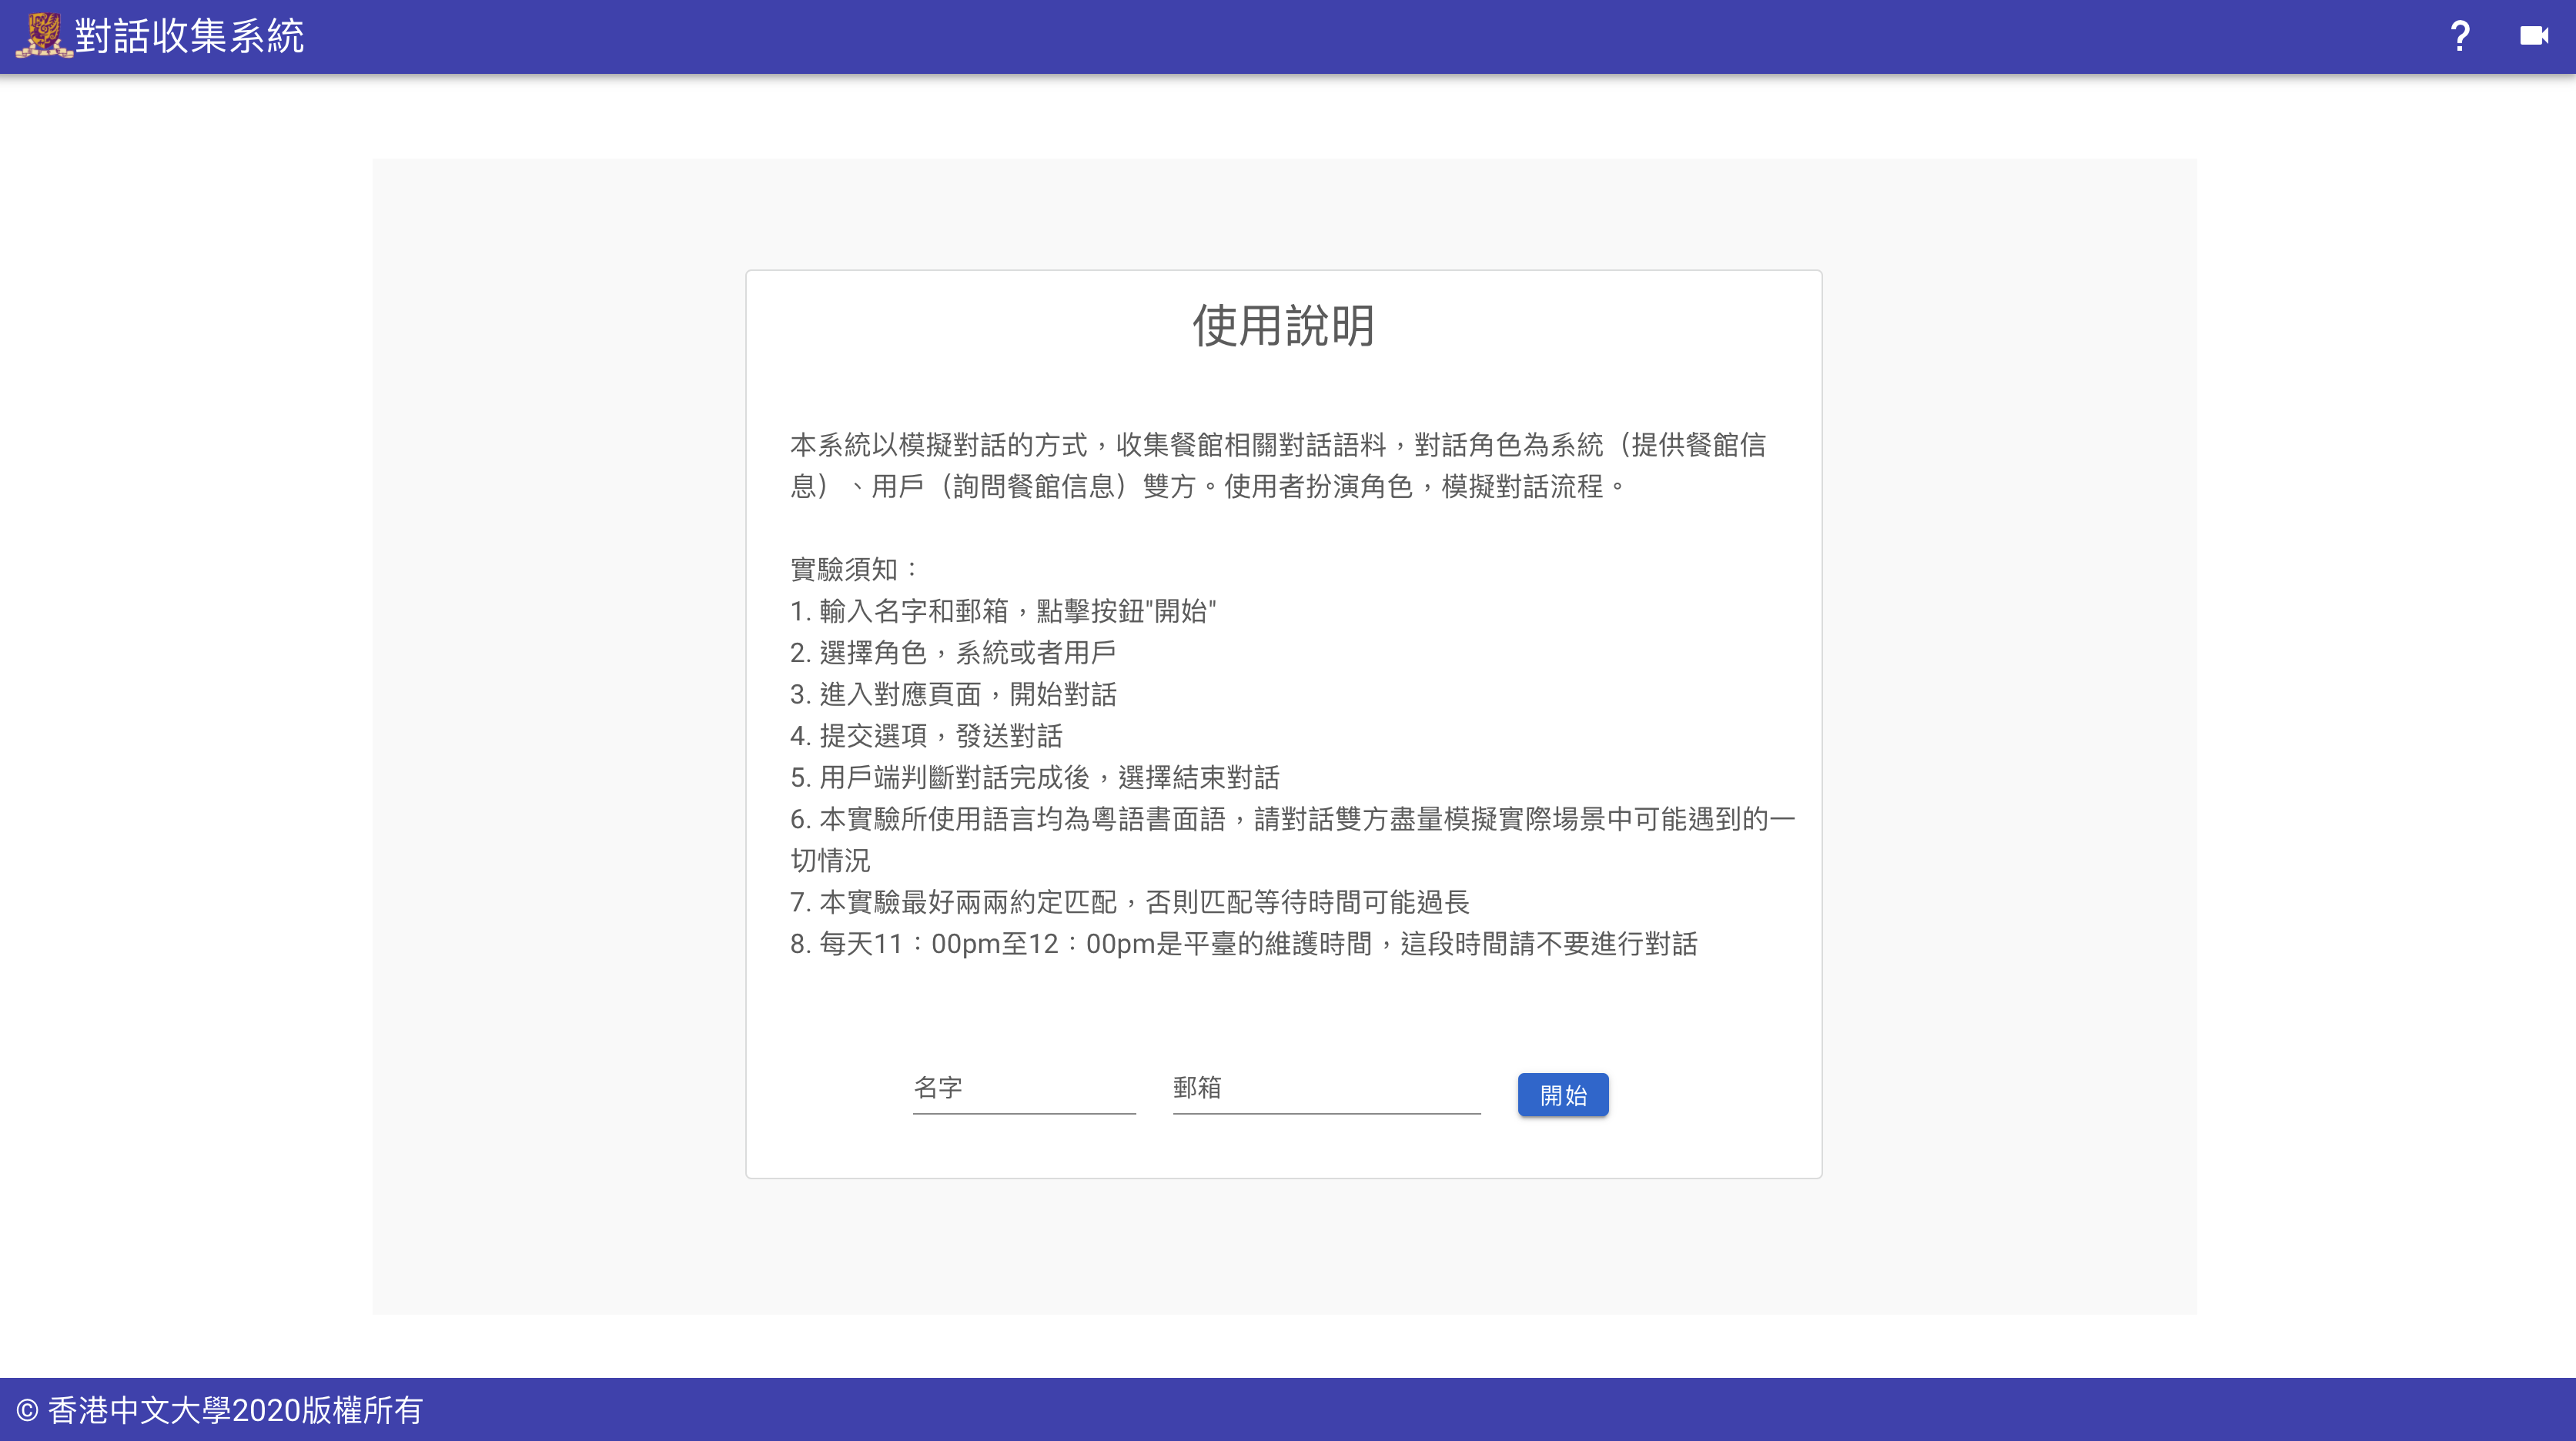 對話收集系統
?
使用說明
本系統以模擬對話的方式，收集餐館相關對話語料，對話角色為系統（提供餐館信
息）、用戶（詢問餐館信息）雙方。使用者扮演角色，模擬對話流程。
實驗須知：
1. 輸入名字和郵箱，點擊按鈕"開始"
2. 選擇角色，系統或者用戶
3. 進入對應頁面，開始對話
4. 提交選項，發送對話
5. 用戶端判斷對話完成後，選擇結束對話
6. 本實驗所使用語言均為粵語書面語，請對話雙方盡量模擬實際場景中可能遇到的一
切情況
7. 本實驗最好兩兩約定匹配，否則匹配等待時間可能過長
8. 每天11：00pm至12：00pm是平臺的維護時間，這段時間請不要進行對話
名字
郵箱
開始
© 香港中文大學2020版權所有